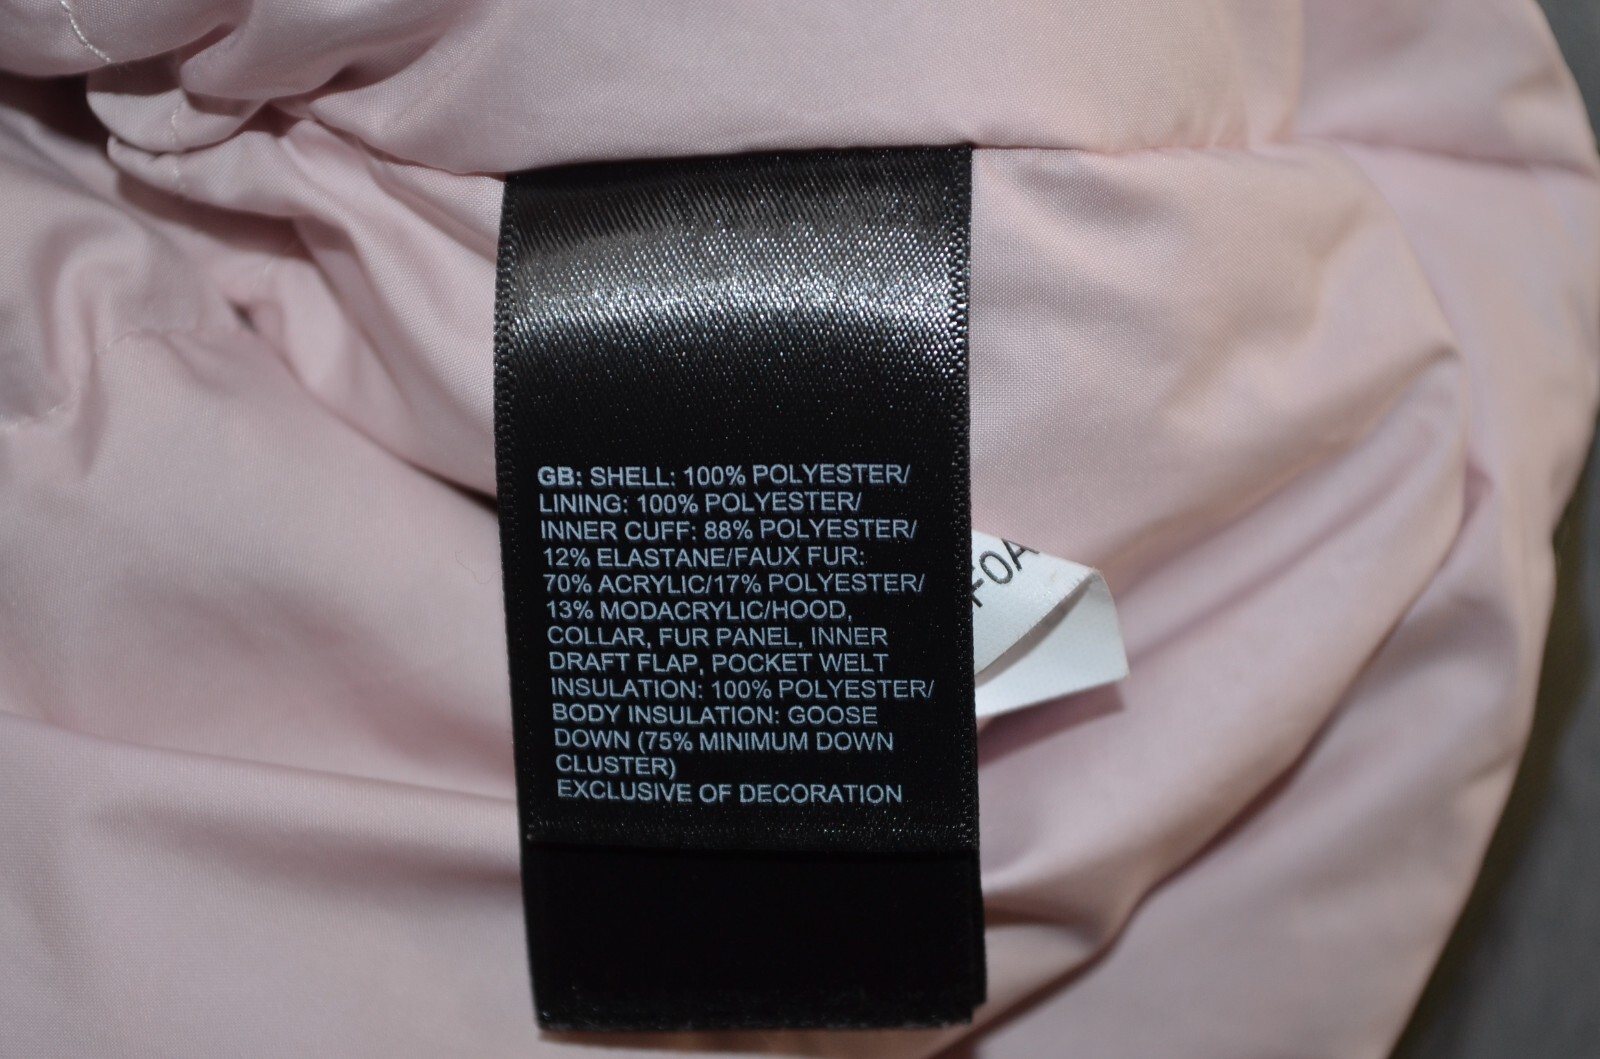 GB: SHELL: 100% POLYESTER/
LINING: 100% POLYESTER/
INNER CUFF: 88% POLYESTER/
12% ELASTANE/FAUX FUR:
70% ACRYLIC/17% POLYESTER/
13% MODACRYLIC/HOOD,
COLLAR, FUR PANEL, INNER
DRAFT FLAP, POCKET WELT
INSULATION: 100% POLYESTER/
BODY INSULATION: GOOSE
DOWN (75% MINIMUM DOWN
CLUSTER)
EXCLUSIVE OF DECORATION